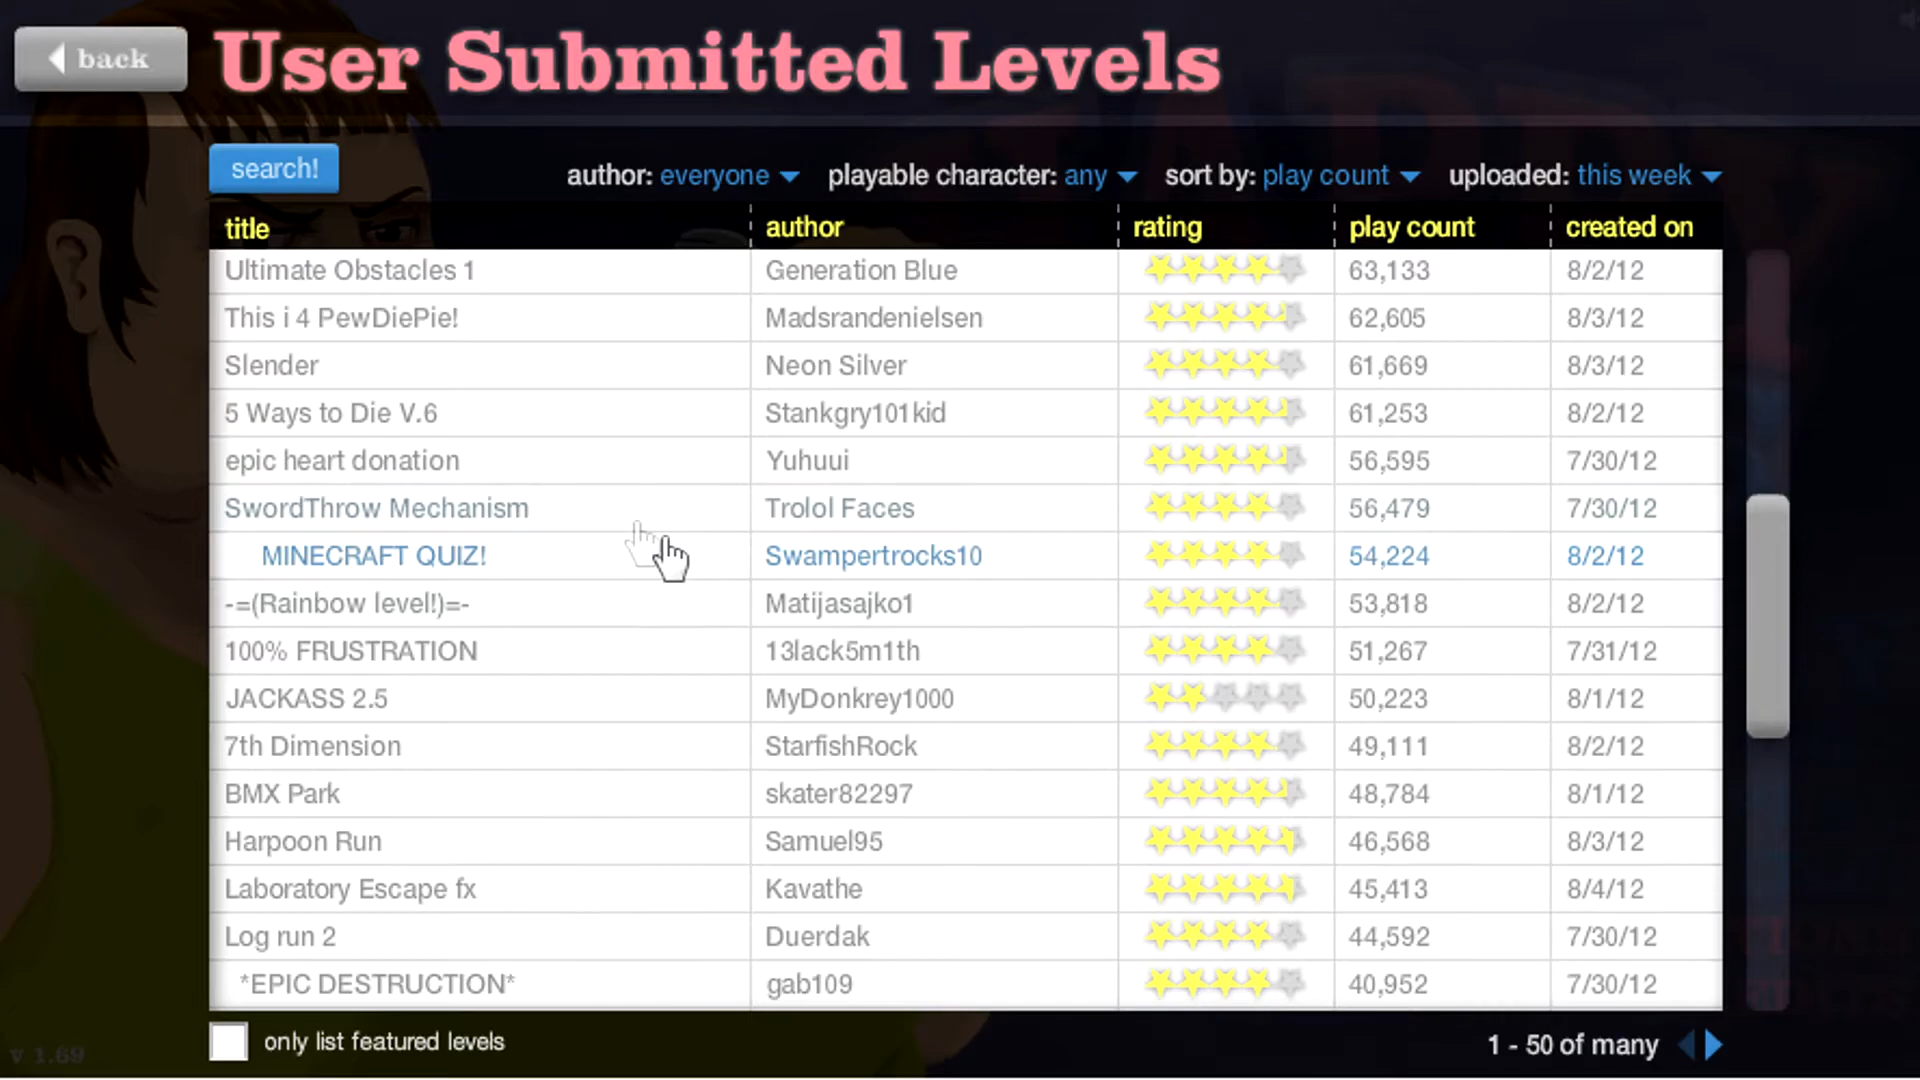 back
User Submitted Levels
search!
author: everyone playable character: any sort by: play count uploaded: this week
title author rating play count created on
Ultimate Obstacles 1 Generation Blue 63,133 8/2/12
This i 4 PewDiePie! Madsrandenielsen 62,605 8/3/12
Slender Neon Silver 61,669 8/3/12
5 Ways to Die V.6 Stankgry101kid 61,253 8/2/12
epic heart donation Yuhuui 56,595 7/30/12
SwordThrow Mechanism Trolol Faces 56,479 7/30/12
MINECRAFT QUIZ! Swampertrocks10 54,224 8/2/12
-=(Rainbow level!)=- Matijasajko1 53,818 8/2/12
100% FRUSTRATION 13lack5m1th 51,267 7/31/12
JACKASS 2.5 MyDonkrey1000 50,223 8/1/12
7th Dimension StarfishRock 49,111 8/2/12
BMX Park skater82297 48,784 8/1/12
Harpoon Run Samuel95 46,568 8/3/12
Laboratory Escape fx Kavathe 45,413 8/4/12
Log run 2 Duerdak 44,592 7/30/12
*EPIC DESTRUCTION* gab109 40,952 7/30/12
only list featured levels
1 - 50 of many
v 1.69